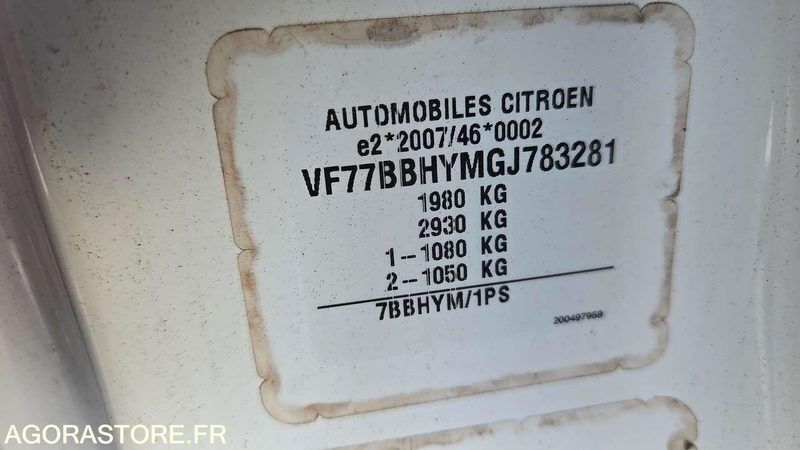 AUTOMOBILES CITROEN
e2*2007/46*0002
VF77BBHYMGJ783281
1980 KG
2930 KG
1--1080 KG
2--1050 KG
7BBHYM/1PS
200497959
AGORASTORE.FR